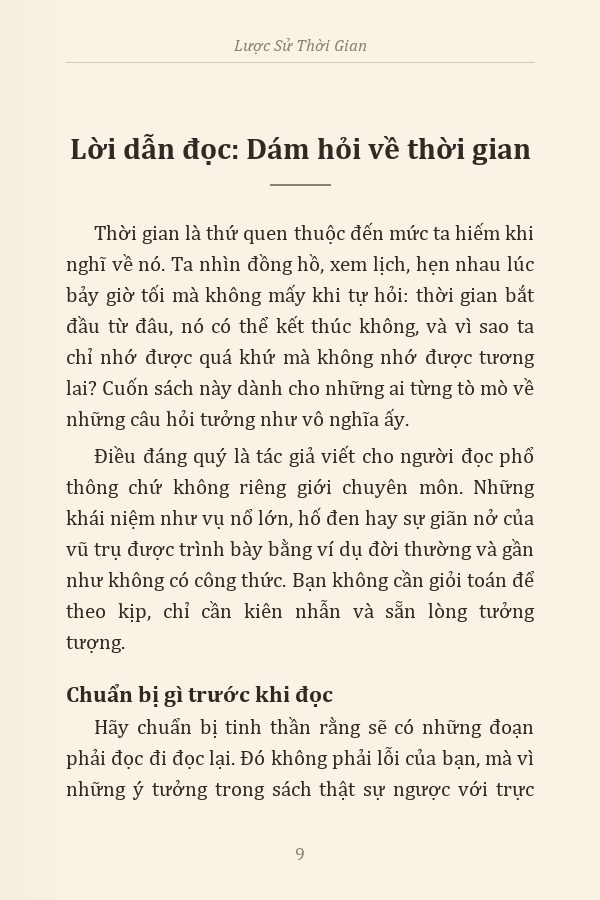 Lược Sử Thời Gian
Lời dẫn đọc: Dám hỏi về thời gian
Thời gian là thứ quen thuộc đến mức ta hiếm khi
nghĩ về nó. Ta nhìn đồng hồ, xem lịch, hẹn nhau lúc
bảy giờ tối mà không mấy khi tự hỏi: thời gian bắt
đầu từ đâu, nó có thể kết thúc không, và vì sao ta
chỉ nhớ được quá khứ mà không nhớ được tương
lai? Cuốn sách này dành cho những ai từng tò mò về
những câu hỏi tưởng như vô nghĩa ấy.
Điều đáng quý là tác giả viết cho người đọc phổ
thông chứ không riêng giới chuyên môn. Những
khái niệm như vụ nổ lớn, hố đen hay sự giãn nở của
vũ trụ được trình bày bằng ví dụ đời thường và gần
như không có công thức. Bạn không cần giỏi toán để
theo kịp, chỉ cần kiên nhẫn và sẵn lòng tưởng
tượng.
Chuẩn bị gì trước khi đọc
Hãy chuẩn bị tinh thần rằng sẽ có những đoạn
phải đọc đi đọc lại. Đó không phải lỗi của bạn, mà vì
những ý tưởng trong sách thật sự ngược với trực
9